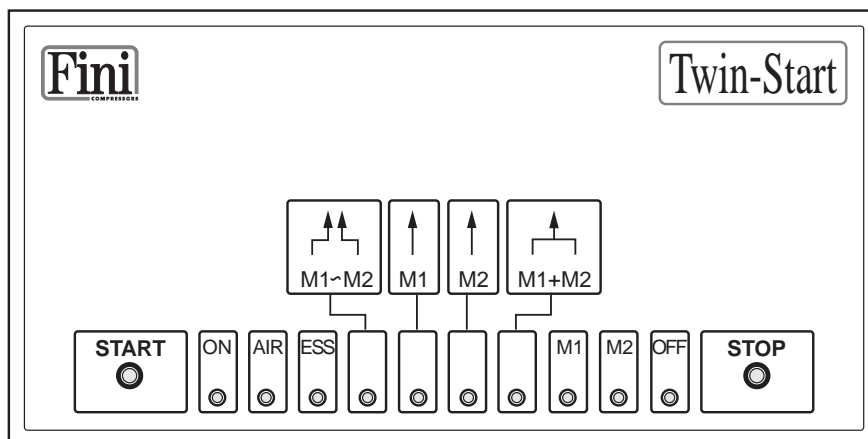 Fini
COMPRESSORS
Twin-Start
M1~M2
M1
M2
M1+M2
START
ON
AIR
ESS
M1
M2
OFF
STOP